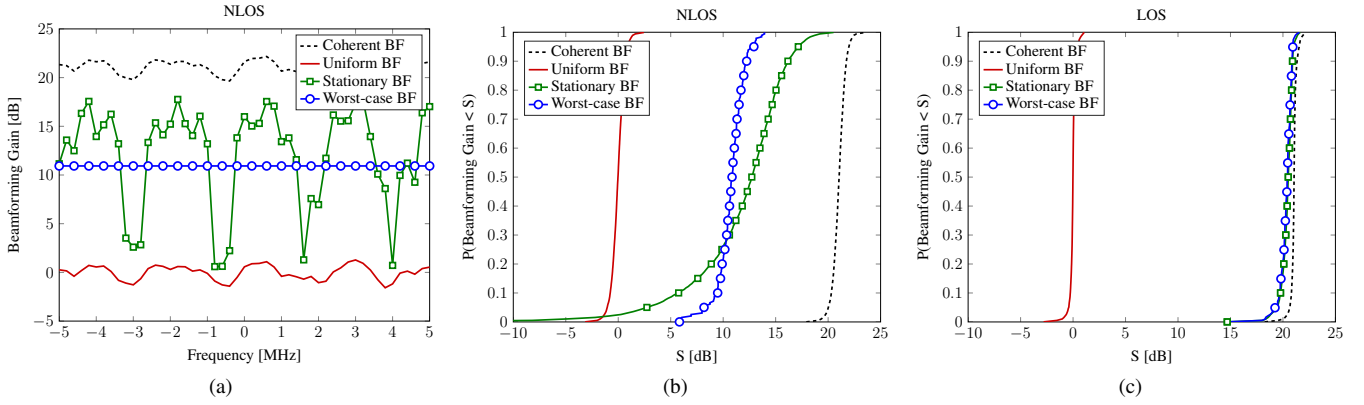 NLOS
Beamforming Gain [dB]
25
20
15
10
5
0
−5
Coherent BF
Uniform BF
Stationary BF
Worst-case BF
−5 −4 −3 −2 −1 0 1 2 3 4 5
Frequency [MHz]
(a)
NLOS
P(Beamforming Gain < S)
1
0.9
0.8
0.7
0.6
0.5
0.4
0.3
0.2
0.1
0
Coherent BF
Uniform BF
Stationary BF
Worst-case BF
−10 −5 0 5 10 15 20 25
S [dB]
(b)
LOS
P(Beamforming Gain < S)
1
0.9
0.8
0.7
0.6
0.5
0.4
0.3
0.2
0.1
0
Coherent BF
Uniform BF
Stationary BF
Worst-case BF
−10 −5 0 5 10 15 20 25
S [dB]
(c)